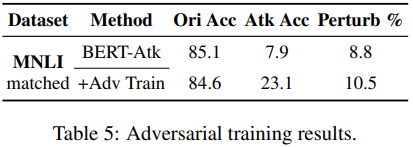 Dataset Method Ori Acc Atk Acc Perturb %
MNLI matched BERT-Atk 85.1 7.9 8.8
+Adv Train 84.6 23.1 10.5
Table 5: Adversarial training results.